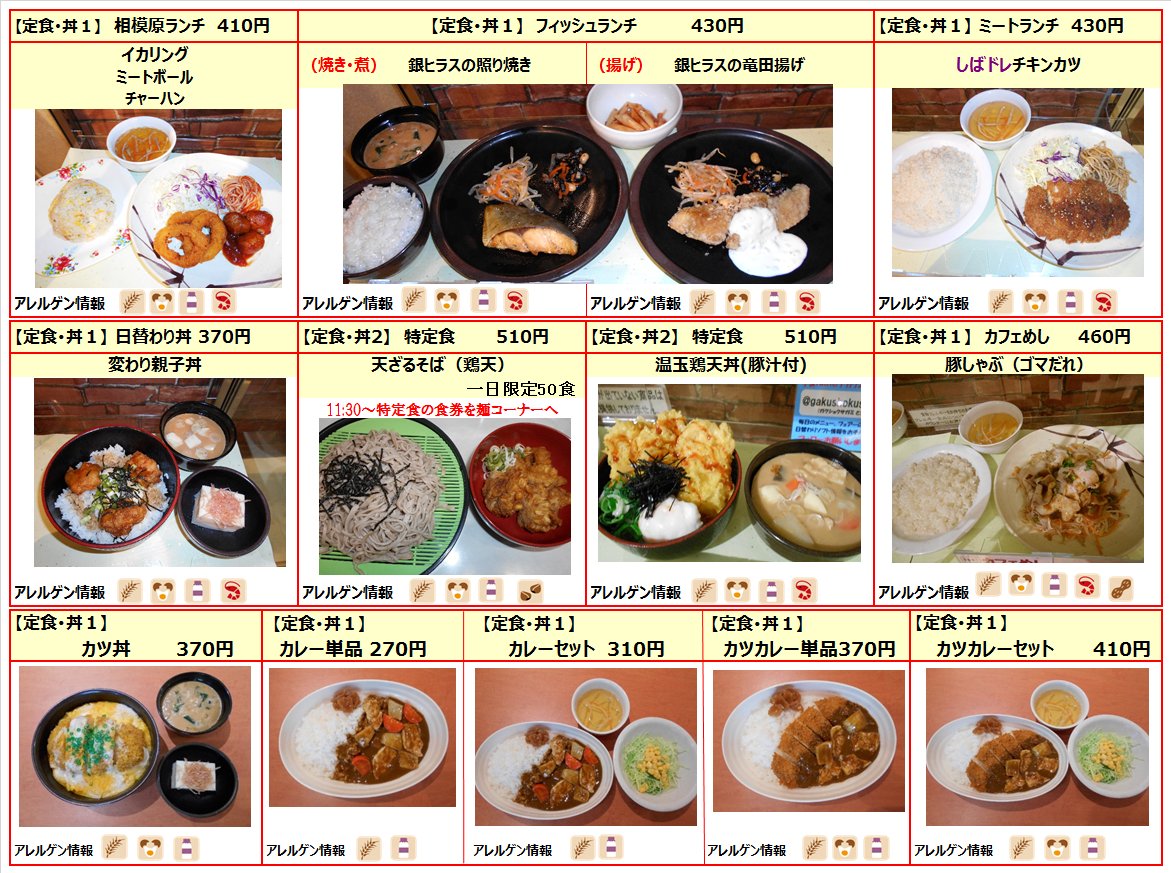 【定食・丼１】 相模原ランチ 410円
イカリング
ミートボール
チャーハン
アレルゲン情報
【定食・丼１】 フィッシュランチ 430円
(焼き・煮) 銀ヒラスの照り焼き
アレルゲン情報
(揚げ) 銀ヒラスの竜田揚げ
アレルゲン情報
【定食・丼１】 ミートランチ 430円
しばドレチキンカツ
アレルゲン情報
【定食・丼１】 日替わり丼 370円
変わり親子丼
アレルゲン情報
【定食・丼2】 特定食 510円
天ざるそば（鶏天）
一日限定50食
11:30～特定食の食券を麺コーナーへ
アレルゲン情報
【定食・丼2】 特定食 510円
温玉鶏天丼(豚汁付)
@gakushokus
アレルゲン情報
【定食・丼１】 カフェめし 460円
豚しゃぶ（ゴマだれ）
カフェめし
アレルゲン情報
【定食・丼１】
カツ丼 370円
アレルゲン情報
【定食・丼１】
カレー単品 270円
アレルゲン情報
【定食・丼１】
カレーセット 310円
アレルゲン情報
【定食・丼１】
カツカレー単品370円
アレルゲン情報
【定食・丼１】
カツカレーセット 410円
アレルゲン情報